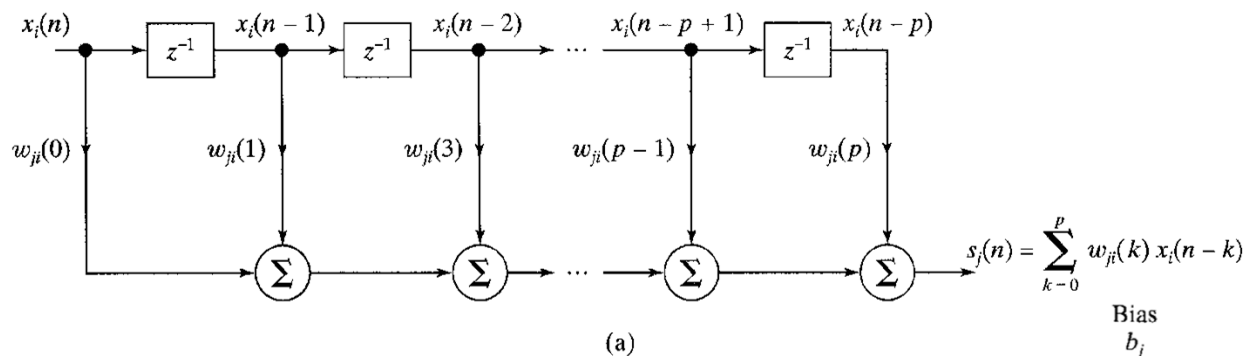 x_i(n) x_i(n – 1) x_i(n – 2) ... x_i(n – p + 1) x_i(n – p)
z^{-1} z^{-1} z^{-1}
w_{ji}(0) w_{ji}(1) w_{ji}(3) w_{ji}(p – 1) w_{ji}(p)
Σ Σ ... Σ Σ s_j(n) = \sum_{k-0}^{p} w_{ji}(k) x_i(n – k)
Bias
(a) b_j